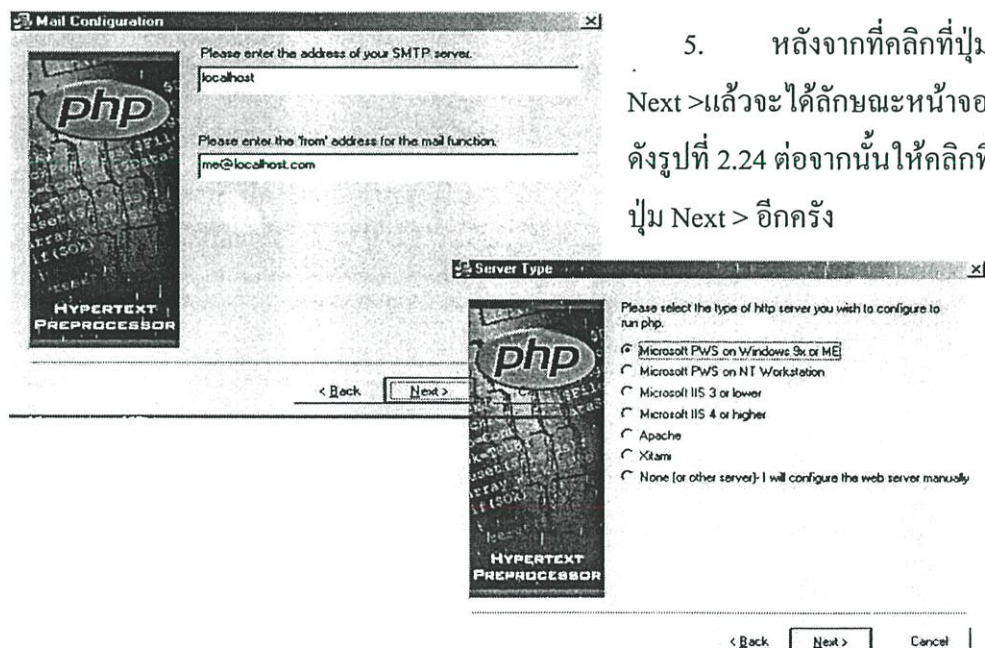 Mail Configuration
Please enter the address of your SMTP server.
localhost
Please enter the 'from' address for the mail function.
me@localhost.com
php
HYPERTEXT
PREPROCESSOR
< Back
Next >
5. หลังจากที่คลิกที่ปุ่ม
Next >แล้วจะได้ลักษณะหน้าจอ
ดังรูปที่ 2.24 ต่อจากนั้นให้คลิกที่
ปุ่ม Next > อีกครัง
Server Type
Please select the type of http server you wish to configure to
run php.
Microsoft PWS on Windows 9x or ME
Microsoft PWS on NT Workstation
Microsoft IIS 3 or lower
Microsoft IIS 4 or higher
Apache
Xitami
None (or other server)- I will configure the web server manually
php
HYPERTEXT
PREPROCESSOR
< Back
Next >
Cancel